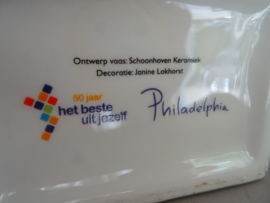 Ontwerp vaas: Schoonhoven Keramiek
Decoratie: Janine Lokhorst
50 jaar
het beste
uit jezelf
Philadelphia